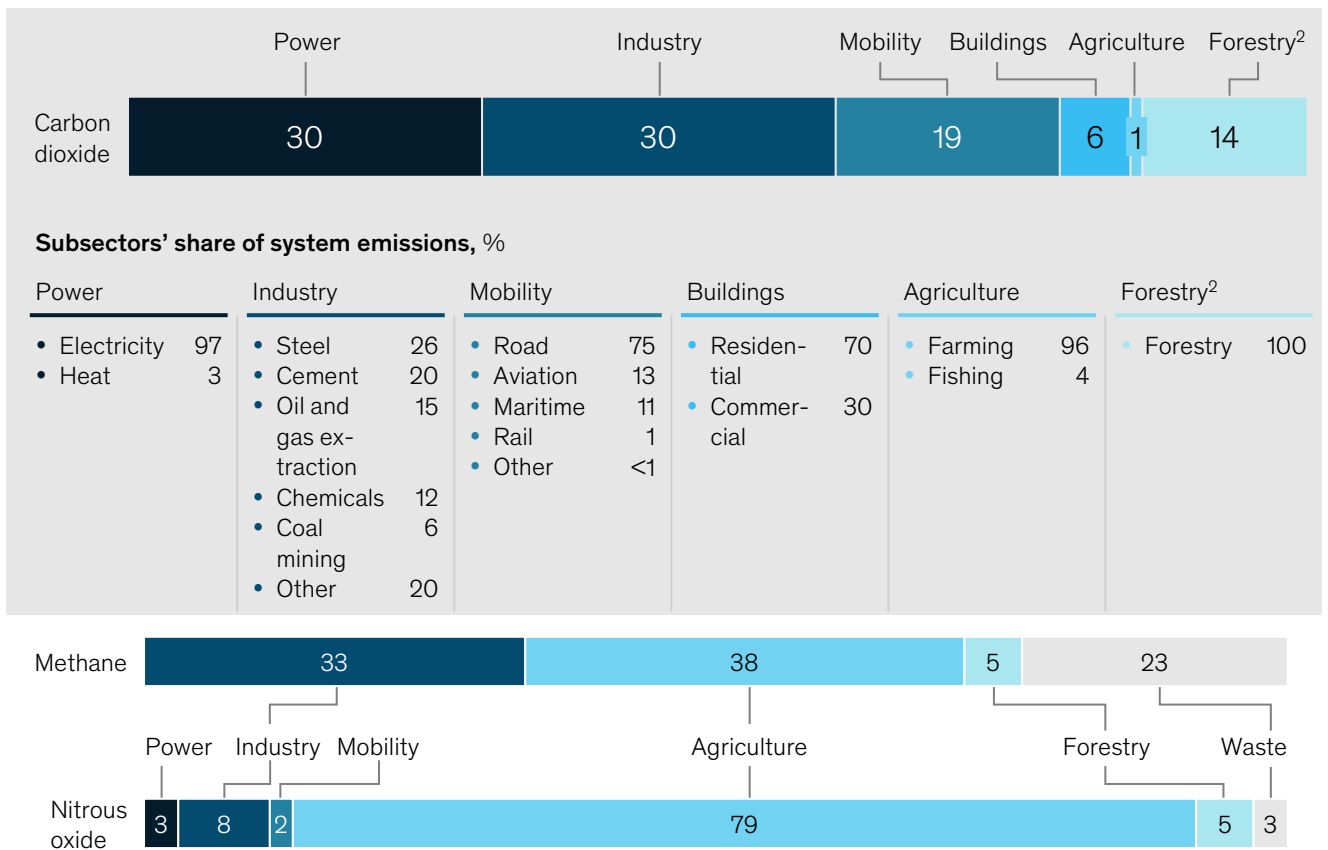 Power Industry Mobility Buildings Agriculture Forestry²
Carbon
dioxide
30 30 19 6 1 14
Subsectors’ share of system emissions, %
Power Industry Mobility Buildings Agriculture Forestry²
• Electricity 97
• Heat 3
• Steel 26
• Cement 20
• Oil and 15
gas ex-
traction
• Chemicals 12
• Coal 6
mining
• Other 20
• Road 75
• Aviation 13
• Maritime 11
• Rail 1
• Other <1
• Residen- 70
tial
• Commer- 30
cial
• Farming 96
• Fishing 4
• Forestry 100
Methane 33 38 5 23
Power Industry Mobility Agriculture Forestry Waste
Nitrous
oxide
3 8 2 79 5 3